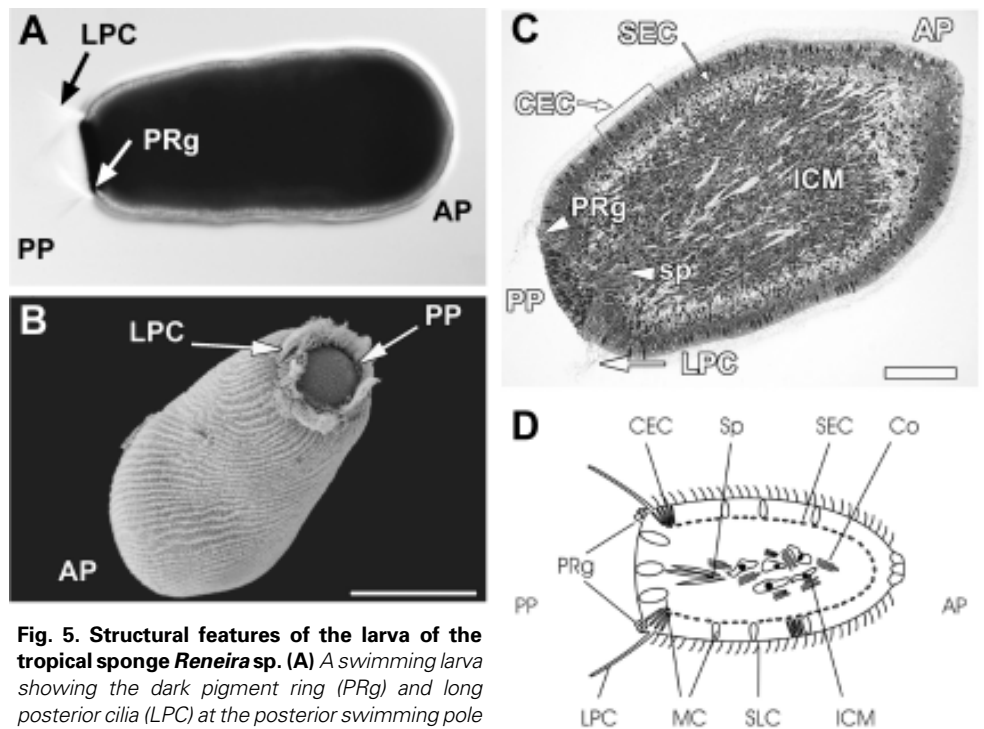 A
LPC
PRg
AP
PP
B
LPC
PP
AP
C
SEC
AP
CEC
ICM
PRg
sp
PP
LPC
D
CEC Sp SEC Co
PRg
PP
AP
LPC MC SLC ICM
Fig. 5. Structural features of the larva of the
tropical sponge Reneira sp. (A) A swimming larva
showing the dark pigment ring (PRg) and long
posterior cilia (LPC) at the posterior swimming pole